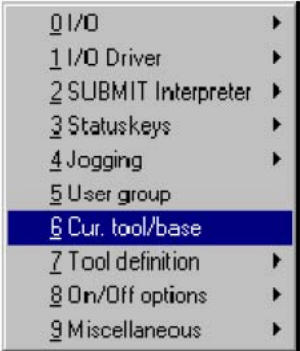 0 I/O
1 I/O Driver
2 SUBMIT Interpreter
3 Statuskeys
4 Jogging
5 User group
6 Cur. tool/base
7 Tool definition
8 On/Off options
9 Miscellaneous